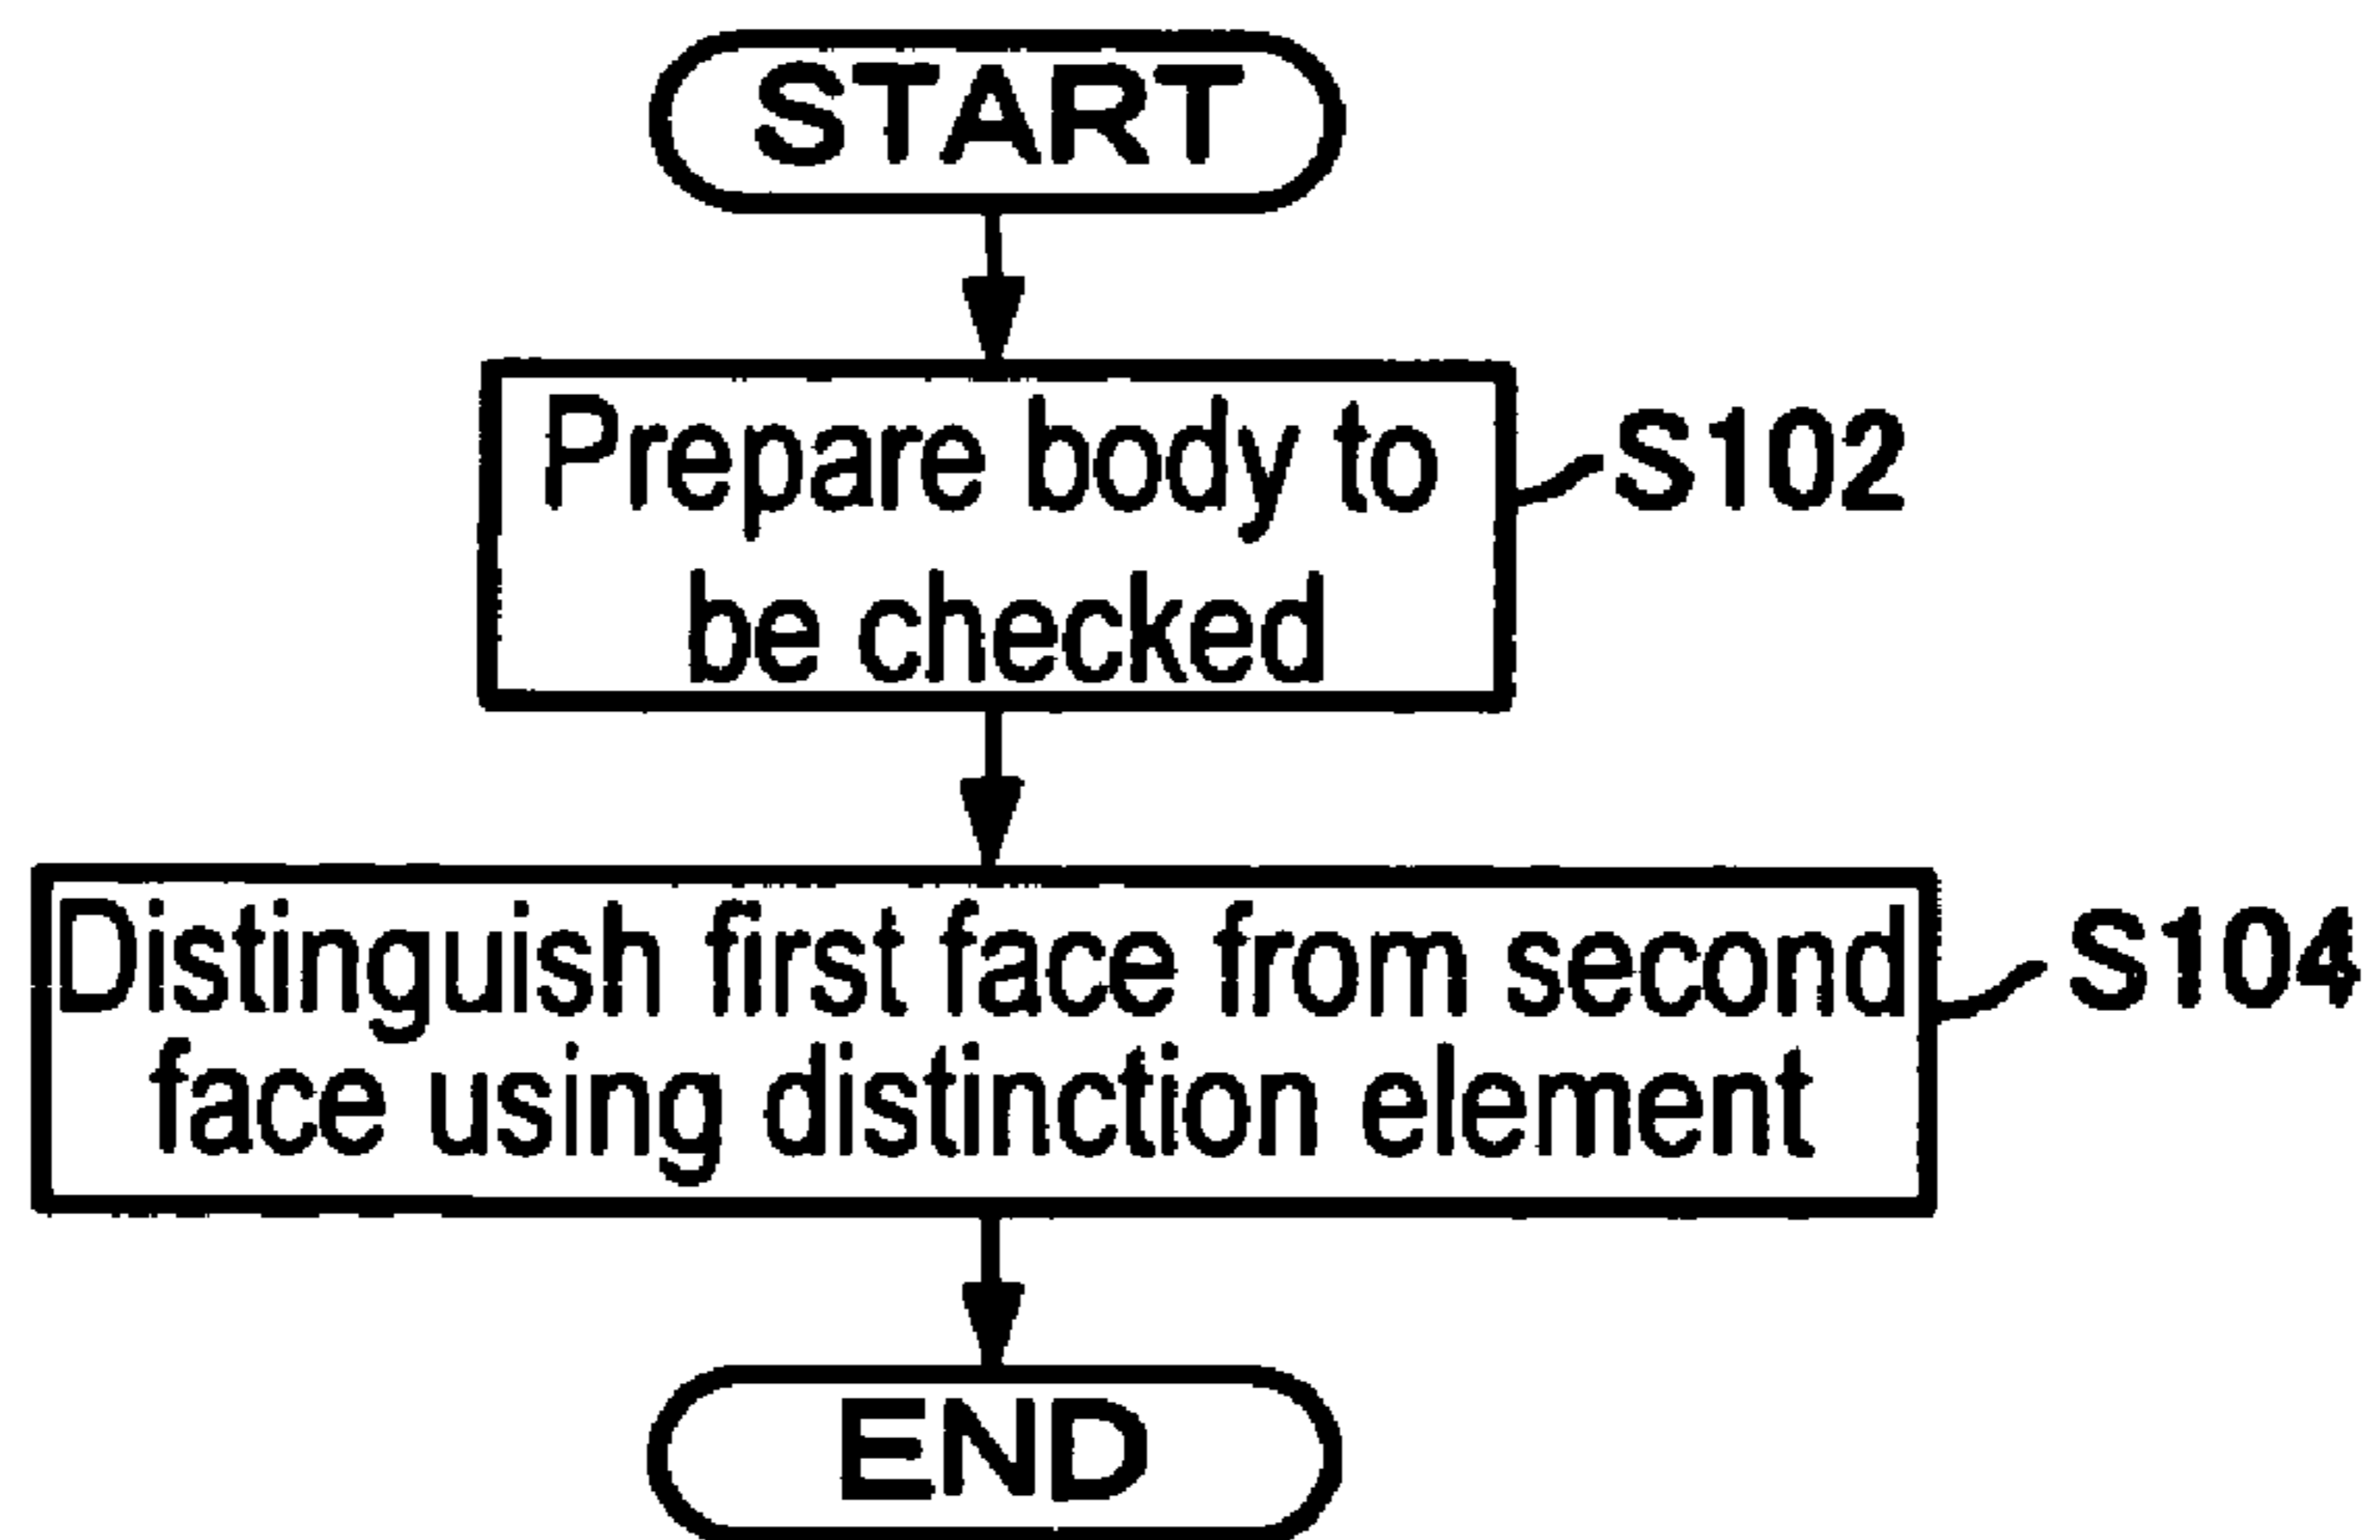 START
Prepare body to
be checked
S102
Distinguish first face from second
face using distinction element
S104
END